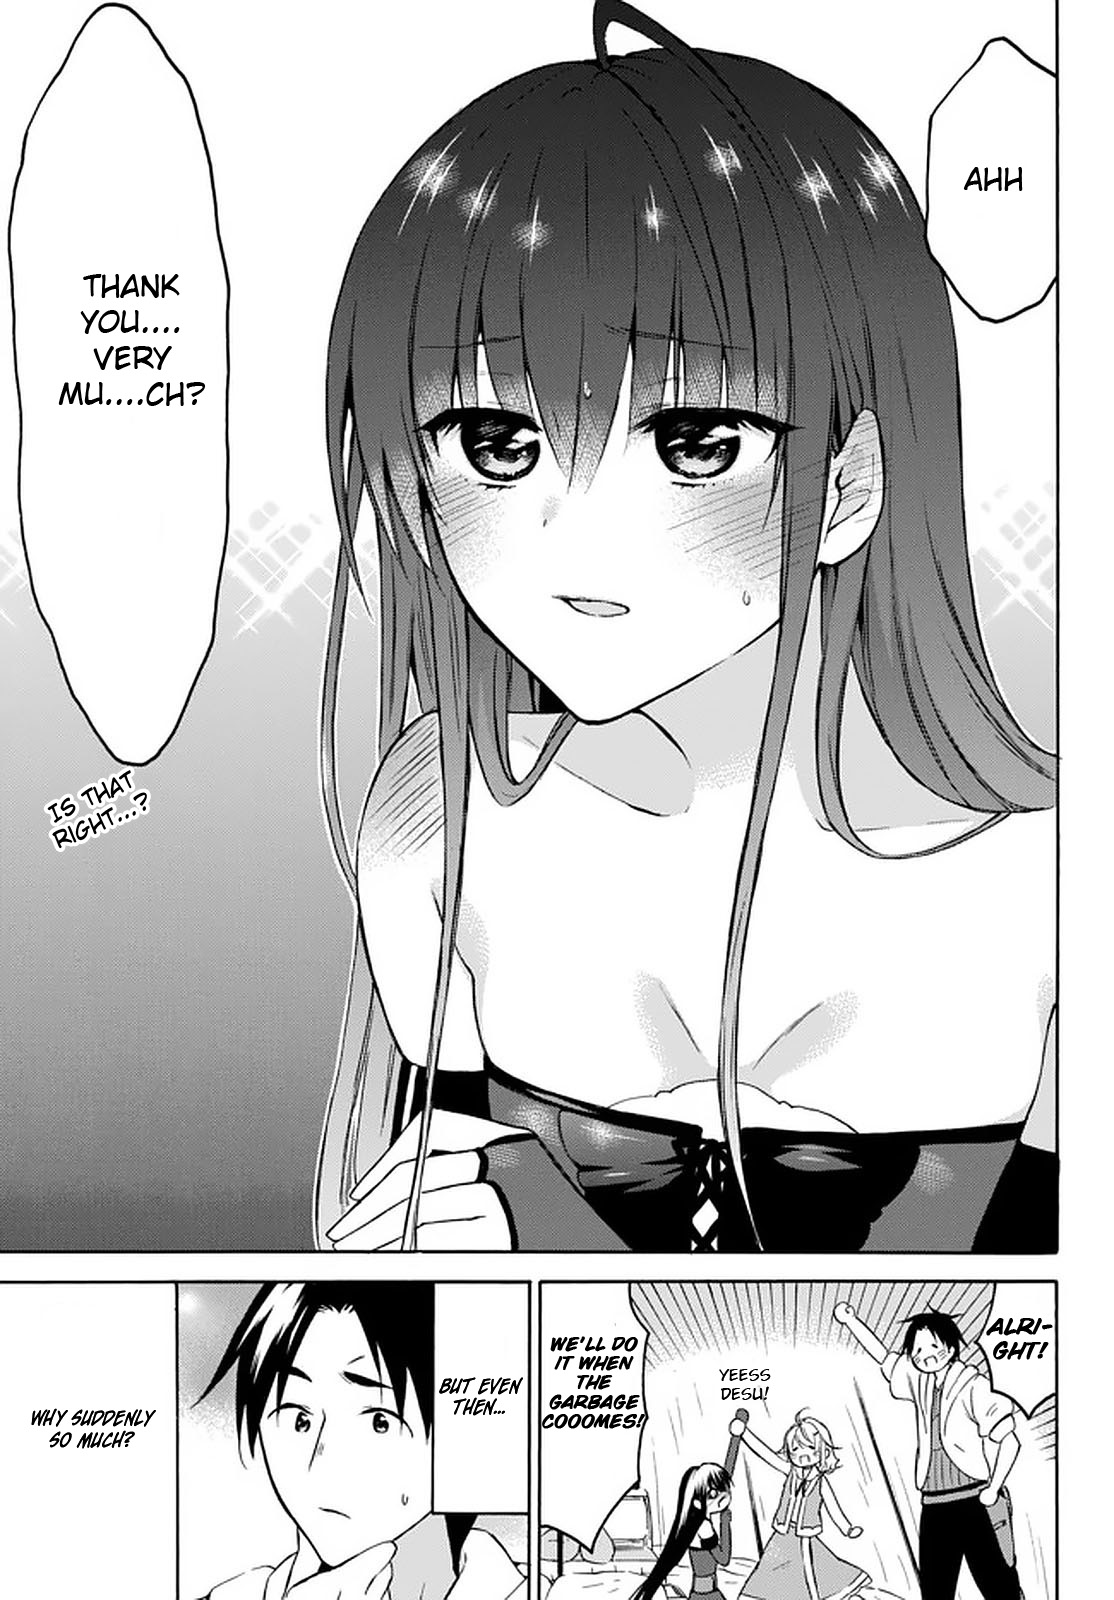 AHH
THANK
YOU....
VERY
MU....CH?
IS THAT
RIGHT...?
ALRI-
GHT!
YEESS
DESU!
WE'LL DO
IT WHEN
THE
GARBAGE
COOOMES!
BUT EVEN
THEN...
WHY SUDDENLY
SO MUCH?